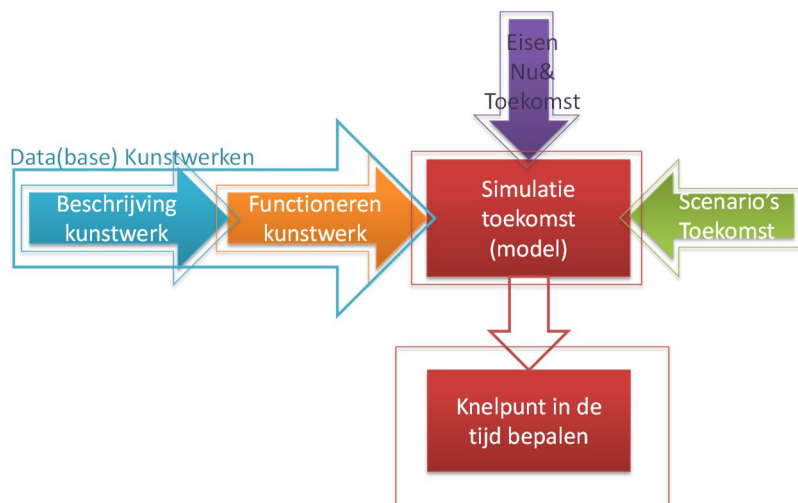 Eisen
Nu&
Toekomst
Data(base) Kunstwerken
Beschrijving
kunstwerk
Functioneren
kunstwerk
Simulatie
toekomst
(model)
Scenario's
Toekomst
Knelpunt in de
tijd bepalen